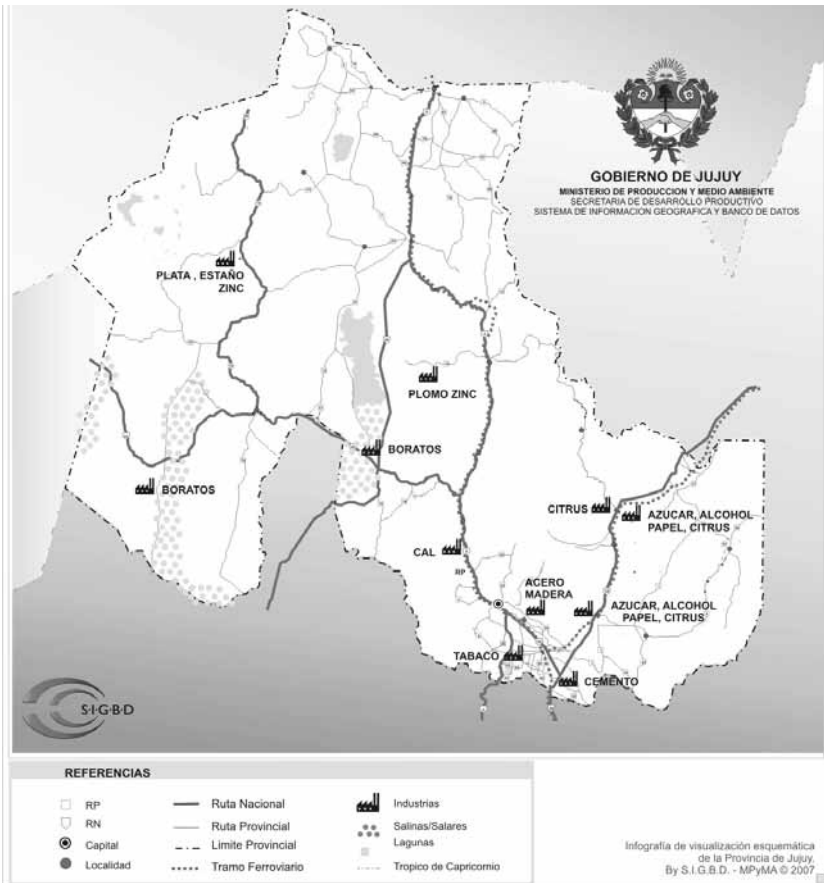 GOBIERNO DE JUJUY
MINISTERIO DE PRODUCCION Y MEDIO AMBIENTE
SECRETARIA DE DESARROLLO PRODUCTIVO
SISTEMA DE INFORMACION GEOGRAFICA Y BANCO DE DATOS
PLATA , ESTAÑO
ZINC
PLOMO ZINC
BORATOS
BORATOS
CITRUS
AZUCAR, ALCOHOL
PAPEL, CITRUS
CAL
RP
ACERO
MADERA
AZUCAR, ALCOHOL
PAPEL, CITRUS
TABACO
CEMENTO
S·I·G·B·D
REFERENCIAS
RP
RN
Capital
Localidad
Ruta Nacional
Ruta Provincial
Limite Provincial
Tramo Ferroviario
Industrias
Salinas/Salares
Lagunas
Tropico de Capricornio
Infografía de visualización esquemática
de la Provincia de Jujuy.
By S.I.G.B.D. - MPyMA © 2007